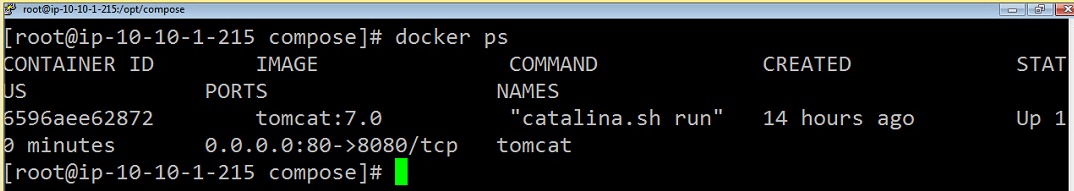 root@ip-10-10-1-215:/opt/compose
[root@ip-10-10-1-215 compose]# docker ps
CONTAINER ID        IMAGE               COMMAND             CREATED             STAT
US              PORTS                  NAMES
6596aee62872        tomcat:7.0          "catalina.sh run"   14 hours ago        Up 1
0 minutes       0.0.0.0:80->8080/tcp   tomcat
[root@ip-10-10-1-215 compose]#